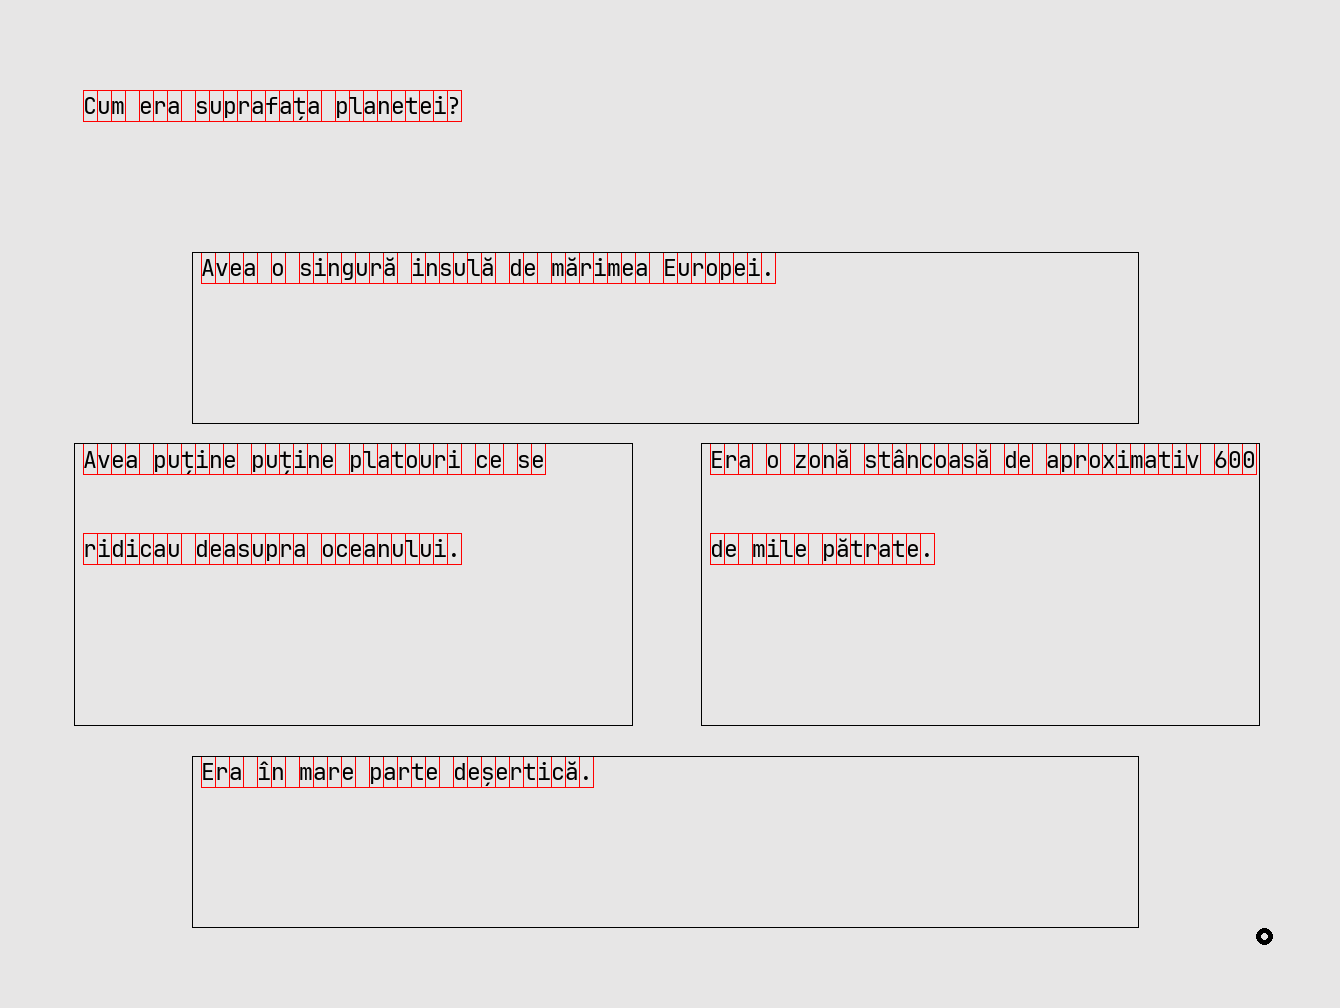 Cum era suprafața planetei?
Avea o singură insulă de mărimea Europei.
Avea puține puține platouri ce se
ridicau deasupra oceanului.
Era o zonă stâncoasă de aproximativ 600
de mile pătrate.
Era în mare parte deșertică.